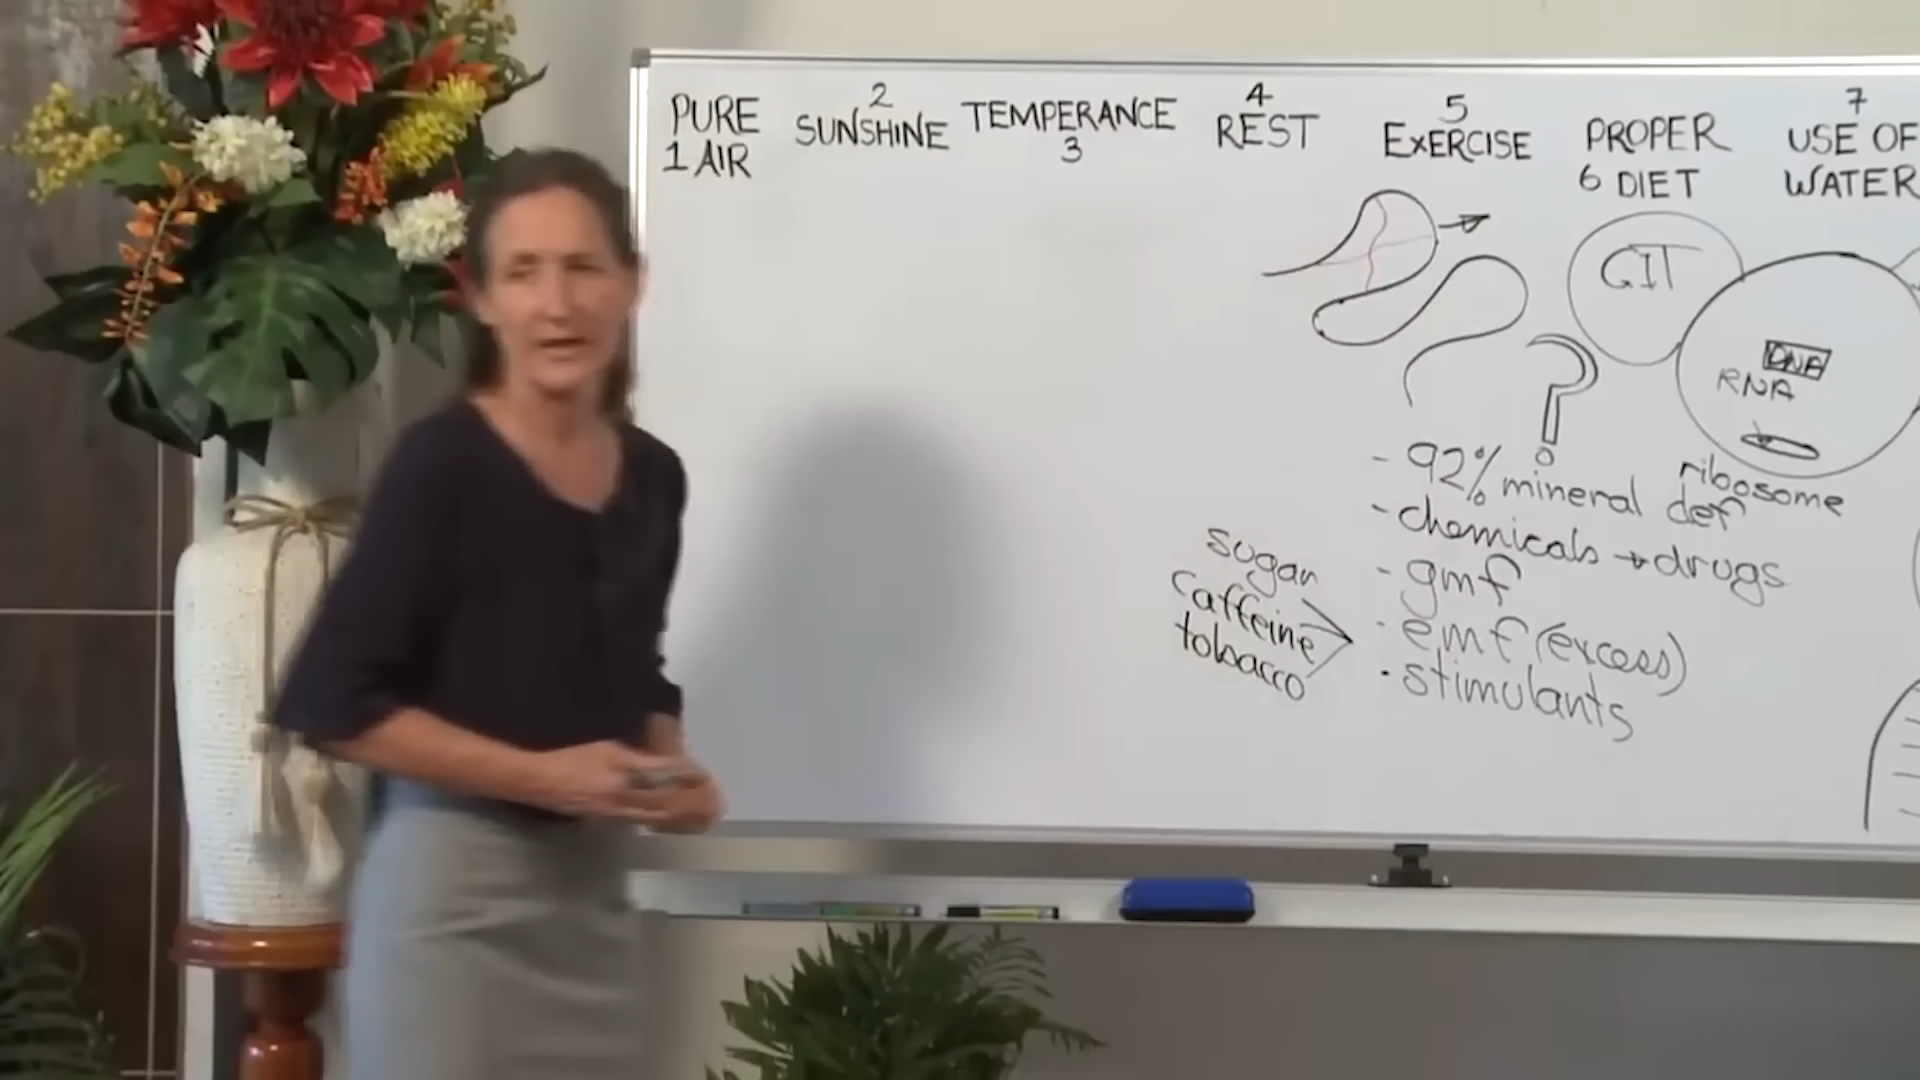 PURE
1 AIR
2
SUNSHINE
TEMPERANCE
3
4
REST
5
EXERCISE
PROPER
6 DIET
7
USE OF
WATER
GIT
DNA
RNA
ribosome
- 92% mineral def
- chemicals → drugs
- gmf
- emf (excess)
- stimulants
sugar
caffeine
tobacco